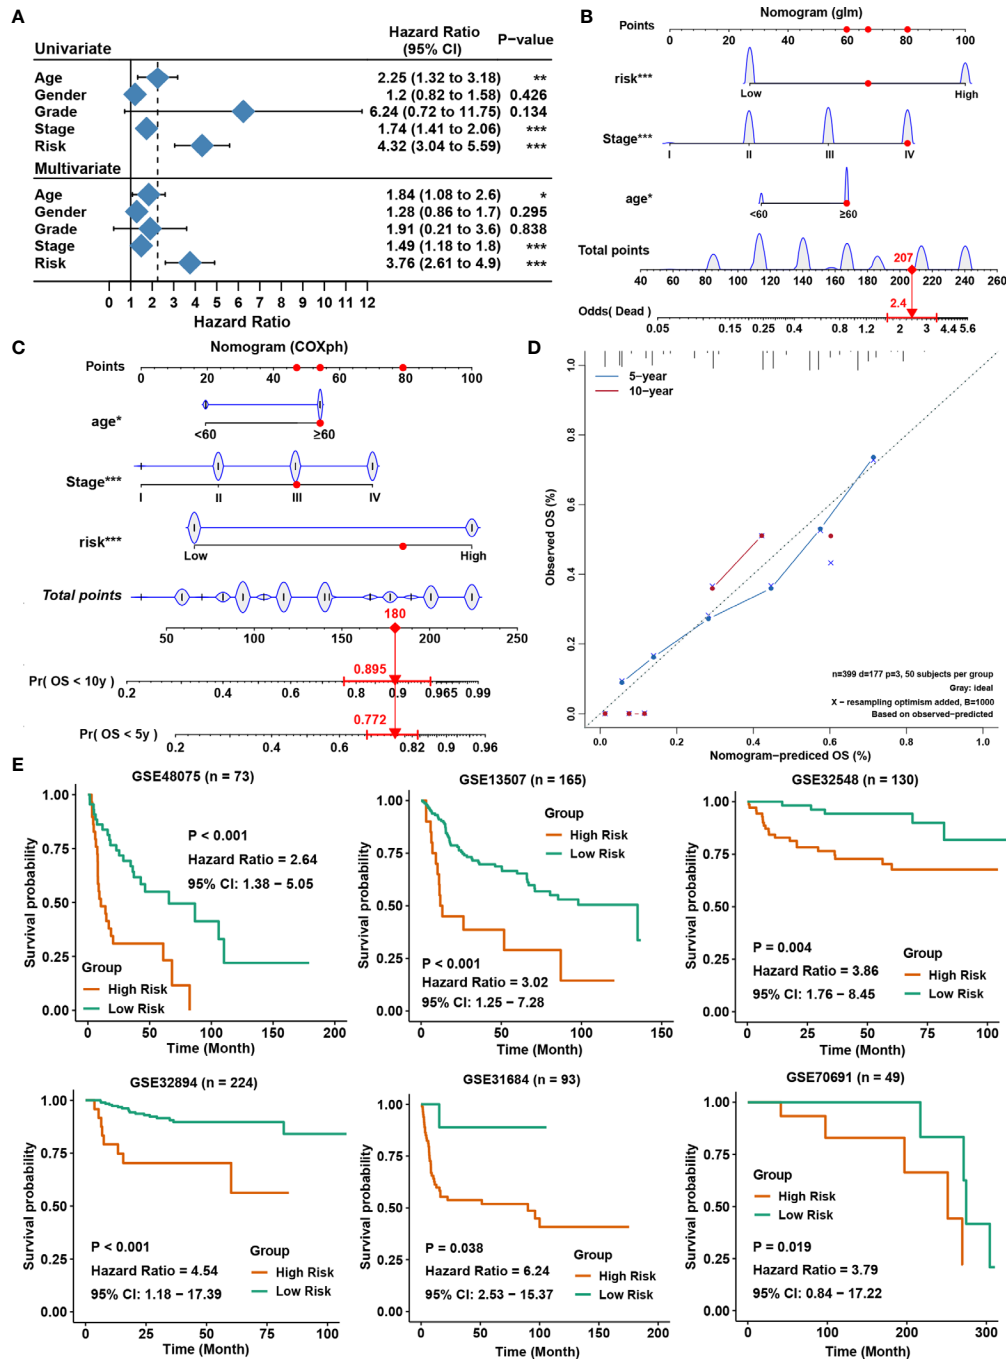 A
Hazard Ratio
(95% CI)
P−value
Univariate
Age 2.25 (1.32 to 3.18) **
Gender 1.2 (0.82 to 1.58) 0.426
Grade 6.24 (0.72 to 11.75) 0.134
Stage 1.74 (1.41 to 2.06) ***
Risk 4.32 (3.04 to 5.59) ***
Multivariate
Age 1.84 (1.08 to 2.6) *
Gender 1.28 (0.86 to 1.7) 0.295
Grade 1.91 (0.21 to 3.6) 0.838
Stage 1.49 (1.18 to 1.8) ***
Risk 3.76 (2.61 to 4.9) ***
0 1 2 3 4 5 6 7 8 9 10 11 12
Hazard Ratio
B
Nomogram (glm)
Points
0 20 40 60 80 100
risk***
Low High
Stage***
I II III IV
age*
<60 ≥60
Total points
207
40 60 80 100 120 140 160 180 200 220 240 260
2.4
Odds( Dead )
0.05 0.15 0.25 0.4 0.8 1.2 2 3 4.4 5.6
C
Nomogram (COXph)
Points
0 20 40 60 80 100
age*
<60 ≥60
Stage***
I II III IV
risk***
Low High
Total points
180
50 100 150 200 250
0.895
Pr( OS < 10y )
0.2 0.4 0.6 0.8 0.9 0.965 0.99
0.772
Pr( OS < 5y )
0.2 0.4 0.6 0.82 0.9 0.96
D
5−year
10−year
Observed OS (%)
0.0 0.2 0.4 0.6 0.8 1.0
n=399 d=177 p=3, 50 subjects per group
Gray: ideal
X − resampling optimism added, B=1000
Based on observed-predicted
0.0 0.2 0.4 0.6 0.8 1.0
Nomogram−prediced OS (%)
E
GSE48075 (n = 73)
Survival probability
1.00
0.75
0.50
0.25
0.00
P < 0.001
Hazard Ratio = 2.64
95% CI: 1.38 − 5.05
Group
High Risk
Low Risk
0 50 100 150 200
Time (Month)
GSE13507 (n = 165)
Survival probability
1.00
0.75
0.50
0.25
0.00
Group
High Risk
Low Risk
P < 0.001
Hazard Ratio = 3.02
95% CI: 1.25 − 7.28
0 50 100 150
Time (Month)
GSE32548 (n = 130)
Survival probability
1.00
0.75
0.50
0.25
0.00
P = 0.004
Hazard Ratio = 3.86
95% CI: 1.76 − 8.45
Group
High Risk
Low Risk
0 25 50 75 100
Time (Month)
GSE32894 (n = 224)
Survival probability
1.00
0.75
0.50
0.25
0.00
P < 0.001
Hazard Ratio = 4.54
95% CI: 1.18 − 17.39
Group
High Risk
Low Risk
0 25 50 75 100
Time (Month)
GSE31684 (n = 93)
Survival probability
1.00
0.75
0.50
0.25
0.00
P = 0.038
Hazard Ratio = 6.24
95% CI: 2.53 − 15.37
Group
High Risk
Low Risk
0 50 100 150 200
Time (Month)
GSE70691 (n = 49)
Survival probability
1.00
0.75
0.50
0.25
0.00
Group
High Risk
Low Risk
P = 0.019
Hazard Ratio = 3.79
95% CI: 0.84 − 17.22
0 100 200 300
Time (Month)